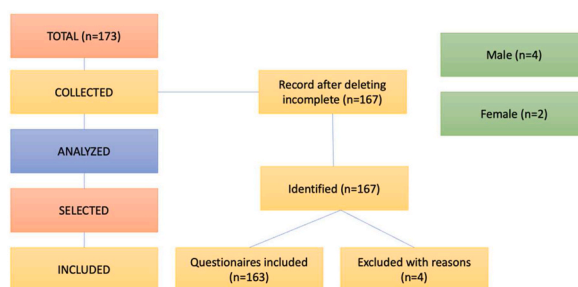 TOTAL (n=173)
COLLECTED
ANALYZED
SELECTED
INCLUDED
Record after deleting
incomplete (n=167)
Identified (n=167)
Questionaires included
(n=163)
Excluded with reasons
(n=4)
Male (n=4)
Female (n=2)